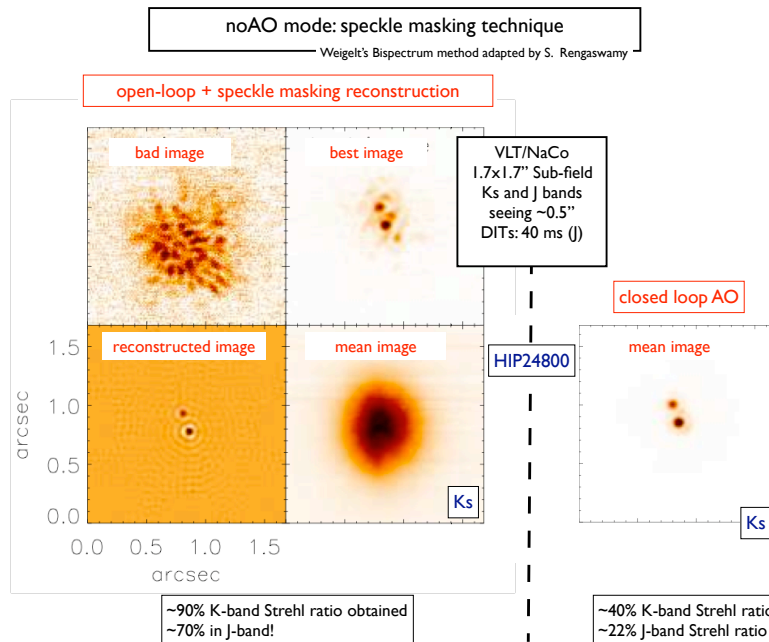 noAO mode: speckle masking technique
Weigelt's Bispectrum method adapted by S. Rengaswamy
open-loop + speckle masking reconstruction
bad image
best image
VLT/NaCo
1.7x1.7" Sub-field
Ks and J bands
seeing ~0.5"
DITs: 40 ms (J)
closed loop AO
reconstructed image
mean image
HIP24800
mean image
1.5
1.0
0.5
0.0
arcsec
Ks
Ks
0.0 0.5 1.0 1.5
arcsec
~90% K-band Strehl ratio obtained
~70% in J-band!
~40% K-band Strehl ratio
~22% J-band Strehl ratio